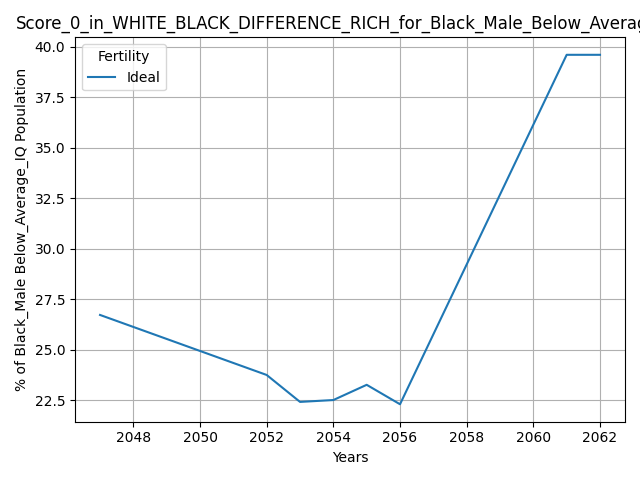 Score_0_in_WHITE_BLACK_DIFFERENCE_RICH_for_Black_Male_Below_Averag
40.0
37.5
35.0
32.5
30.0
27.5
25.0
22.5
% of Black_Male Below_Average_IQ Population
Fertility
Ideal
2048 2050 2052 2054 2056 2058 2060 2062
Years